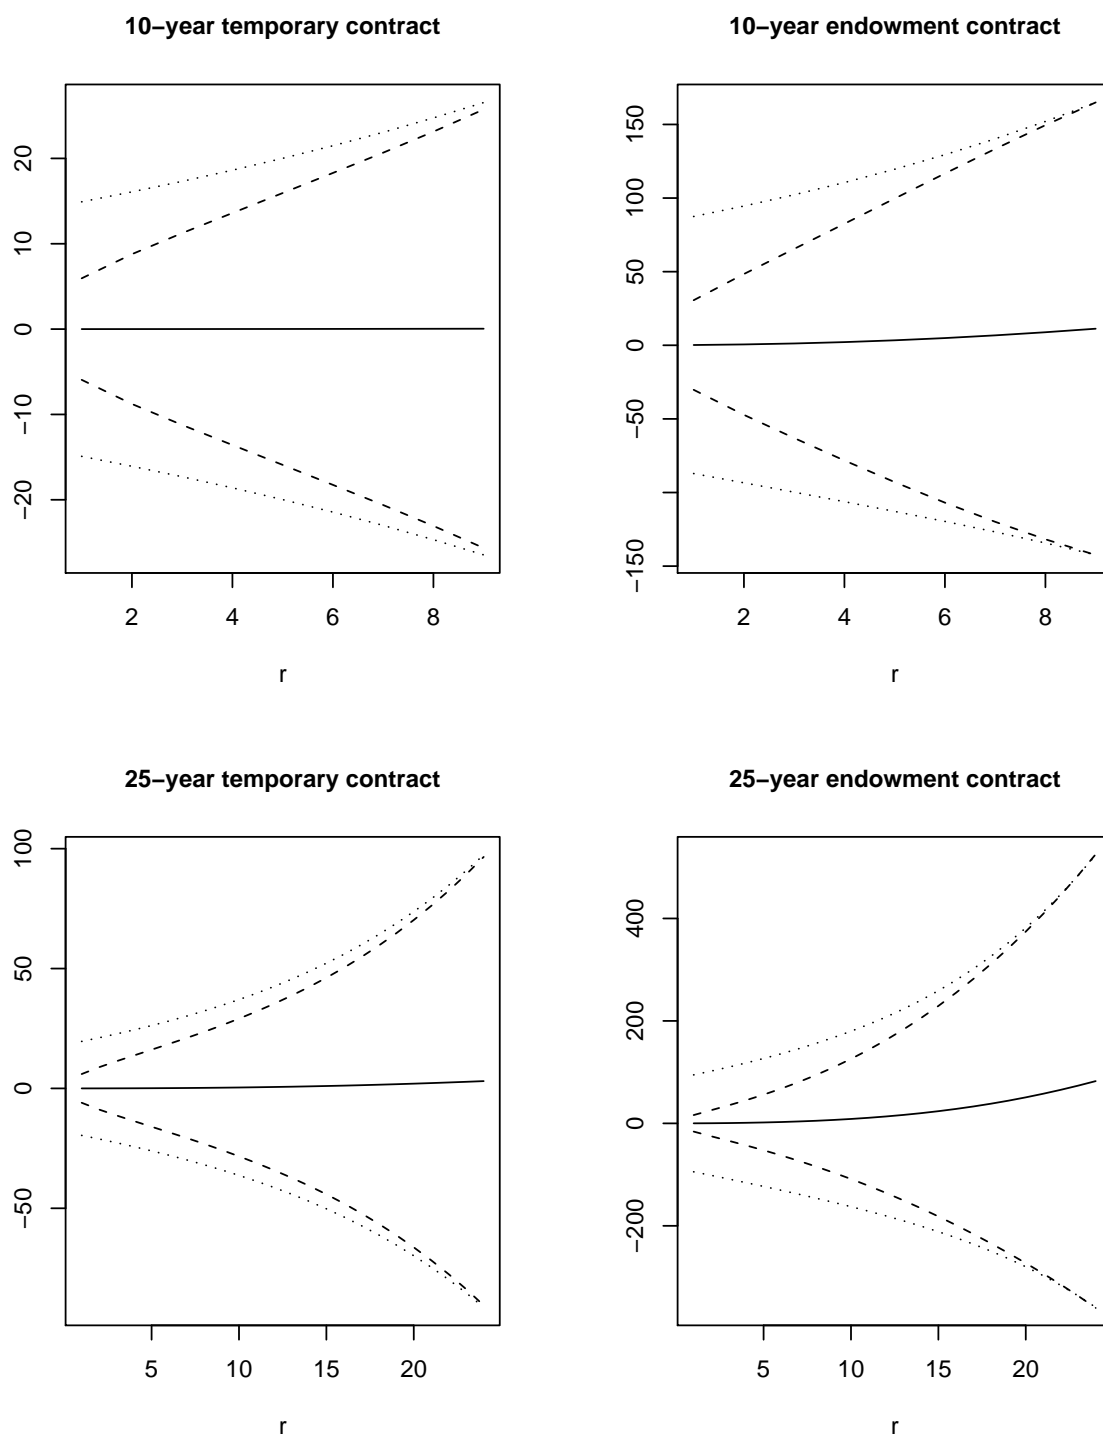 10−year temporary contract
20
10
0
−10
−20
2 4 6 8
r
10−year endowment contract
150
100
50
0
−50
−150
2 4 6 8
r
25−year temporary contract
100
50
0
−50
5 10 15 20
r
25−year endowment contract
400
200
0
−200
5 10 15 20
r